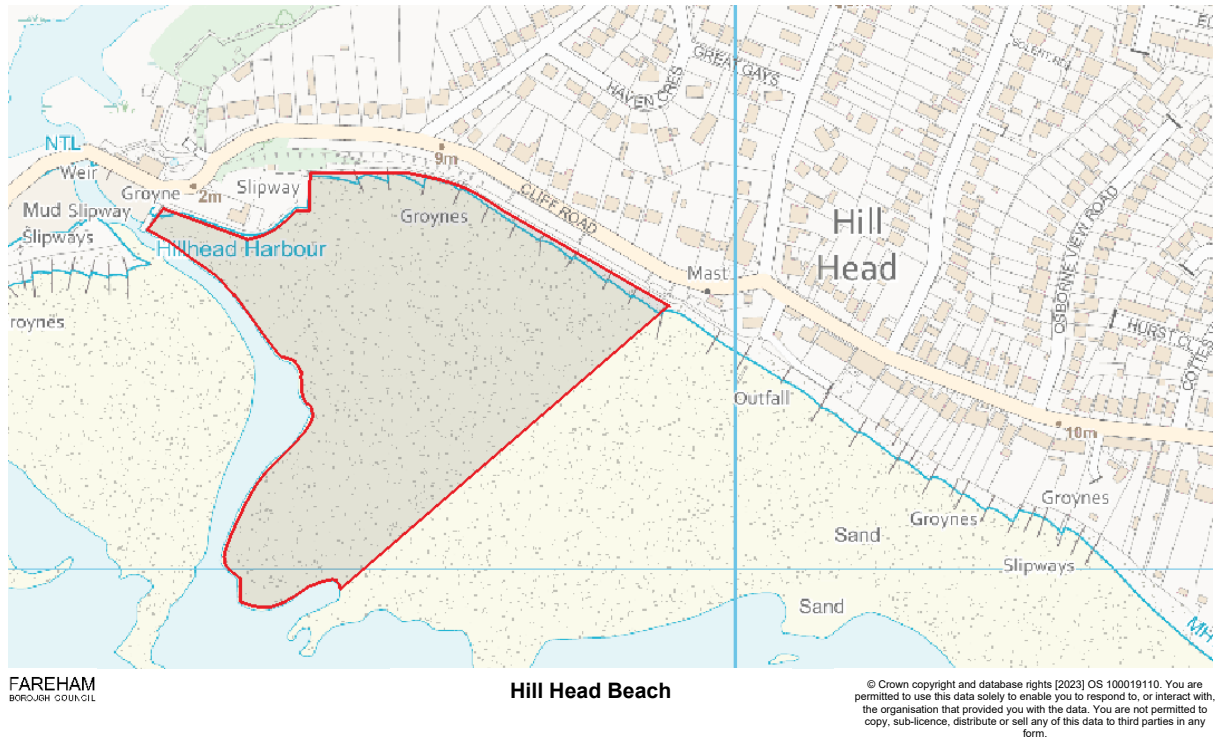 GREAT GAYS
SOLENT RD
HAVEN CRES
NTL
9m
Weir
Groyne
2m
Slipway
CLIFF ROAD
Mud Slipway
Groynes
Hill
Head
OSBORNE VIEW ROAD
Slipways
Hillhead Harbour
Mast
roynes
HURST CL
COTTES
Outfall
10m
Groynes
Groynes
Sand
Slipways
Sand
MH
FAREHAM
BOROUGH COUNCIL
Hill Head Beach
© Crown copyright and database rights [2023] OS 100019110. You are
permitted to use this data solely to enable you to respond to, or interact with,
the organisation that provided you with the data. You are not permitted to
copy, sub-licence, distribute or sell any of this data to third parties in any
form.